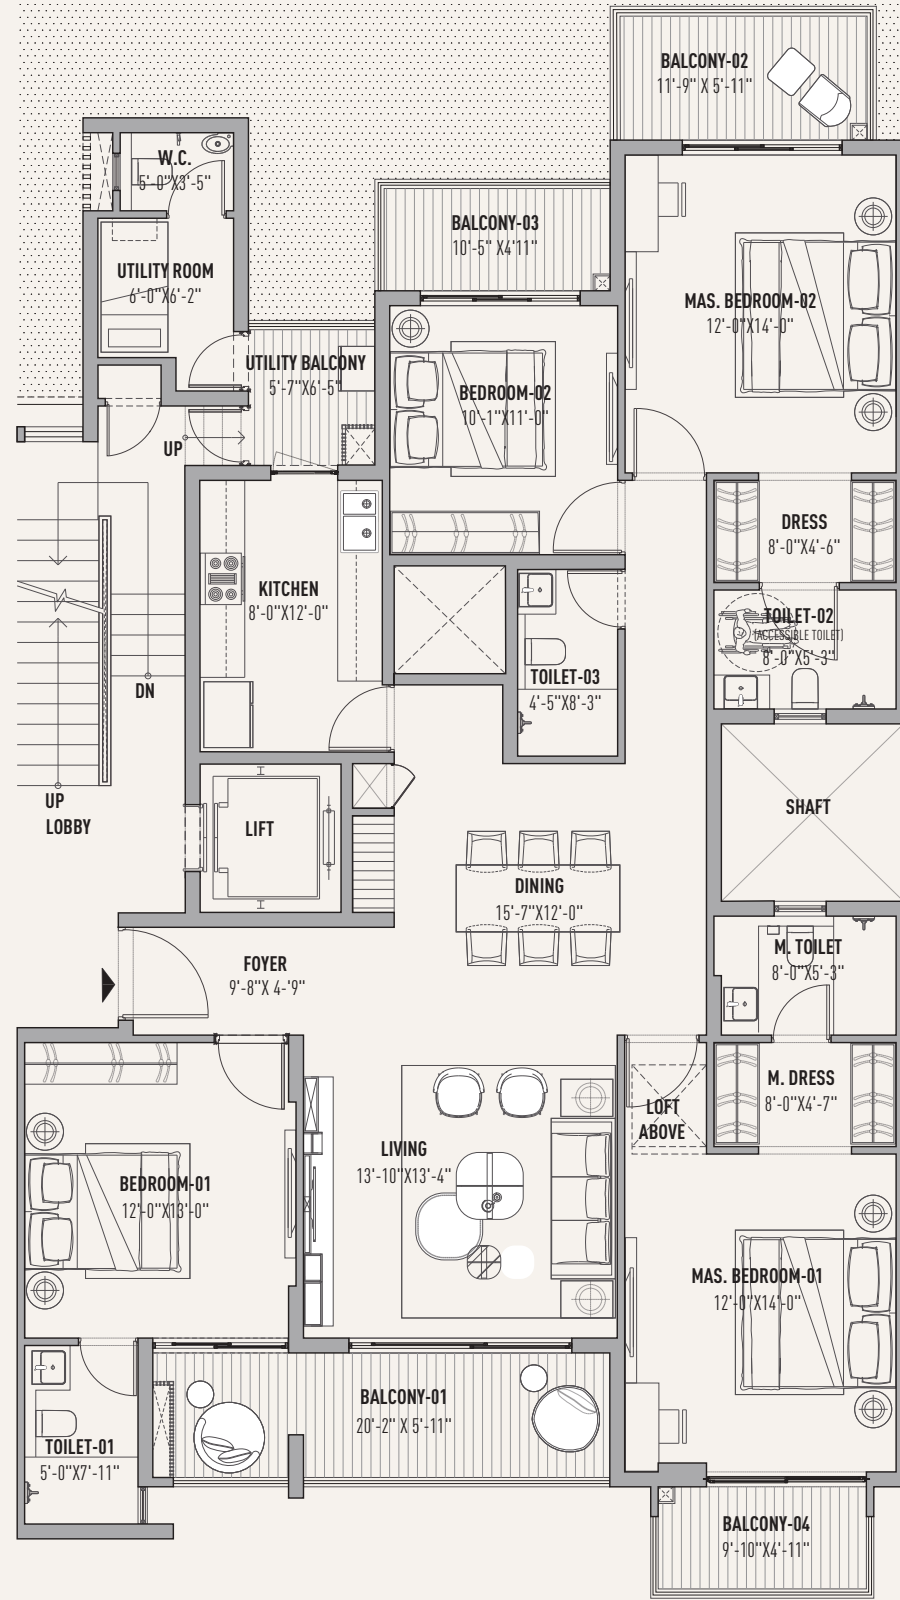 BALCONY-02
11'-9" X 5'-11"
W.C.
5'-0"X3'-5"
BALCONY-03
10'-5" X4'11"
UTILITY ROOM
6'-0"X6'-2"
MAS. BEDROOM-02
12'-0"X14'-0"
UTILITY BALCONY
5'-7"X6'-5"
BEDROOM-02
10'-1"X11'-0"
UP
DRESS
8'-0"X4'-6"
KITCHEN
8'-0"X12'-0"
TOILET-02
(ACCESSIBLE TOILET)
8'-0"X5'-3"
TOILET-03
4'-5"X8'-3"
DN
UP
LOBBY
LIFT
SHAFT
DINING
15'-7"X12'-0"
FOYER
9'-8"X 4-'9"
M. TOILET
8'-0"X5'-3"
M. DRESS
8'-0"X4'-7"
LOFT
ABOVE
LIVING
13'-10"X13'-4"
BEDROOM-01
12'-0"X13'-0"
MAS. BEDROOM-01
12'-0"X14'-0"
BALCONY-01
20'-2" X 5'-11"
TOILET-01
5'-0"X7'-11"
BALCONY-04
9'-10"X4'-11"